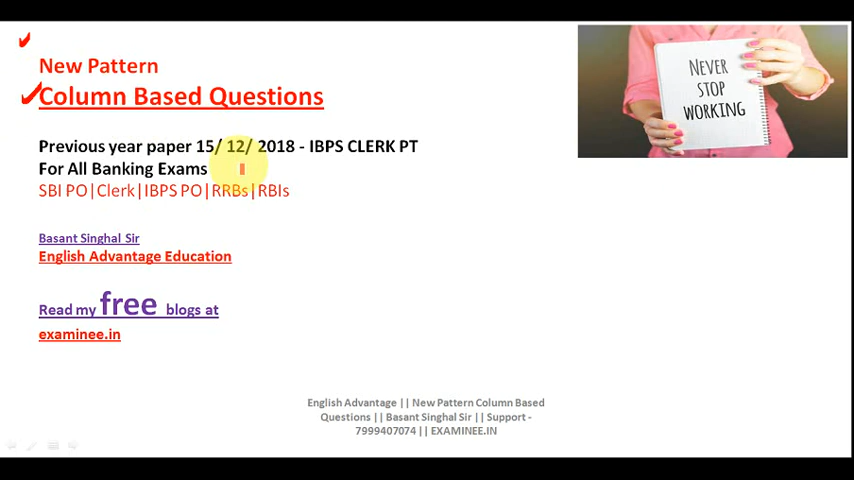 New Pattern
Column Based Questions
NEVER
STOP
WORKING
Previous year paper 15/ 12/ 2018 - IBPS CLERK PT
For All Banking Exams
SBI PO|Clerk|IBPS PO|RRBs|RBIs
Basant Singhal Sir
English Advantage Education
Read my free blogs at
examinee.in
English Advantage || New Pattern Column Based
Questions || Basant Singhal Sir || Support -
7999407074 || EXAMINEE.IN